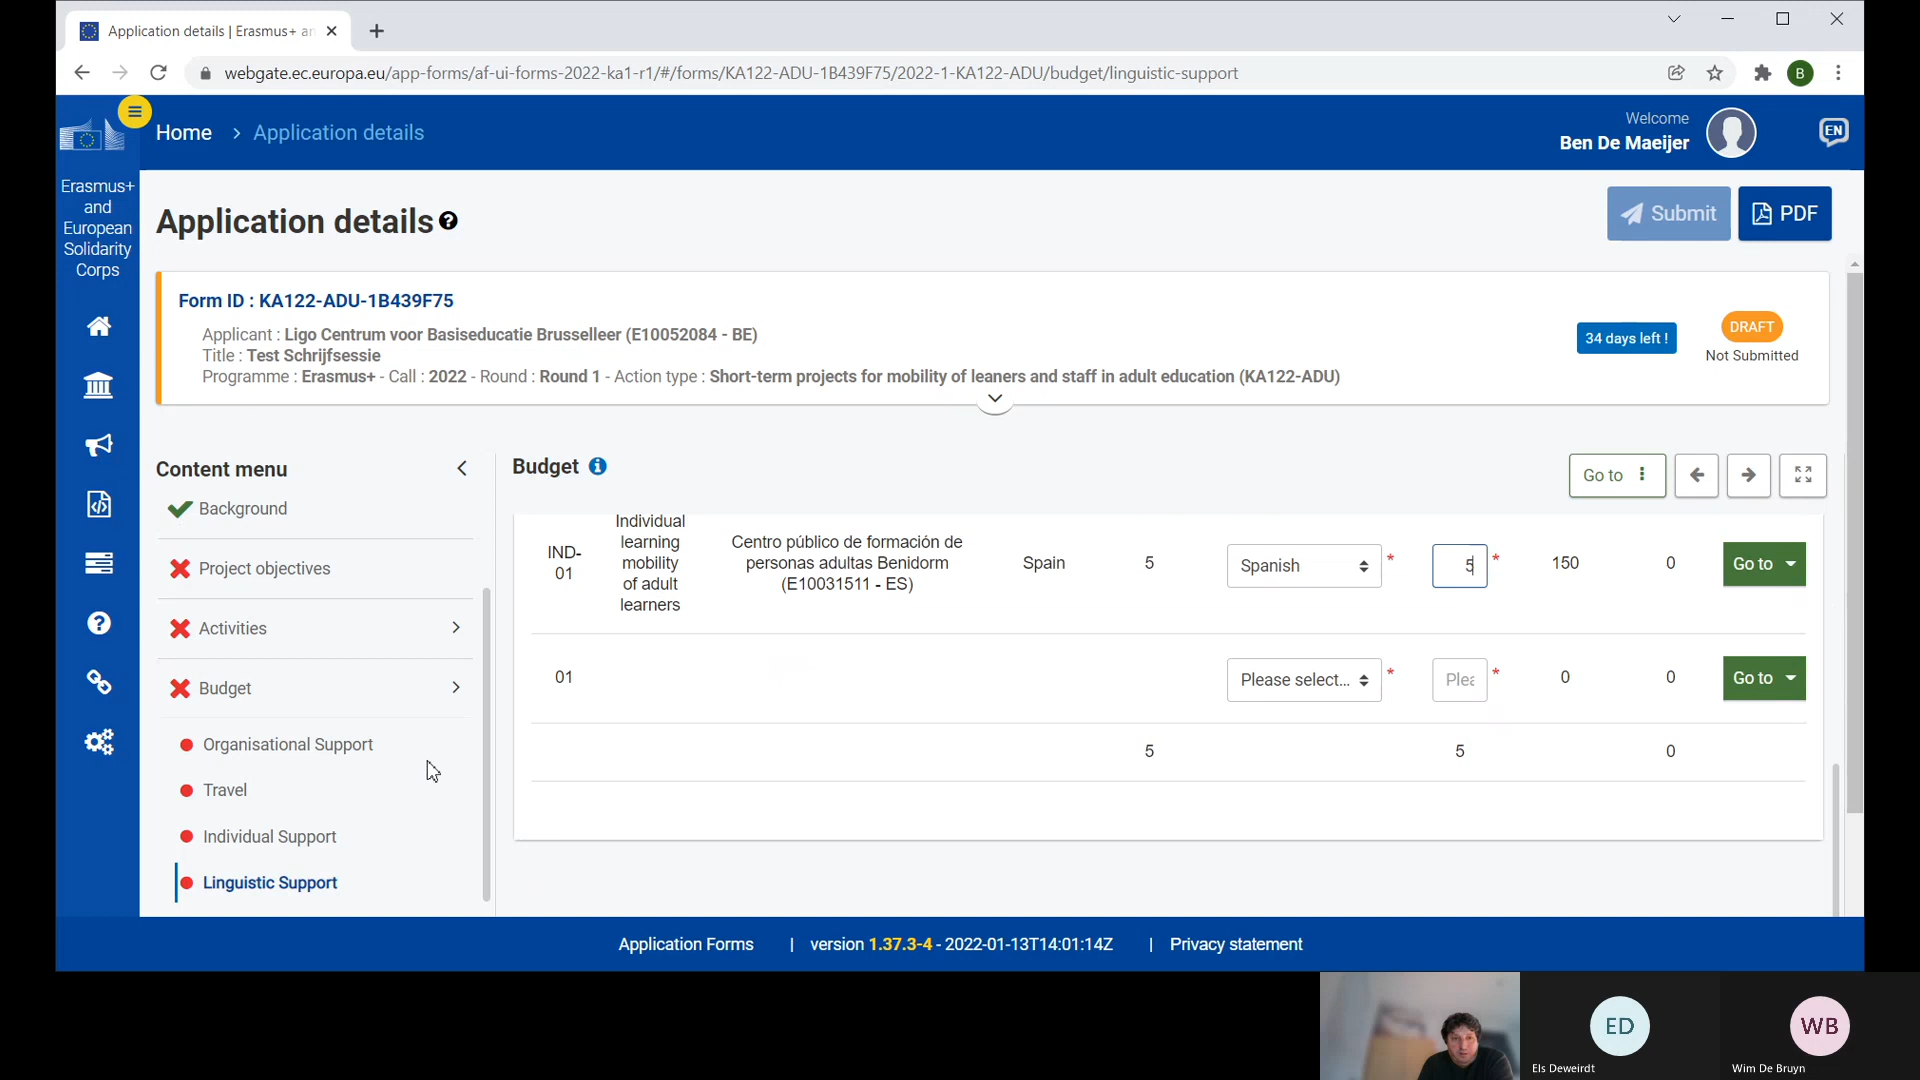 Application details | Erasmus+ an
webgate.ec.europa.eu/app-forms/af-ui-forms-2022-ka1-r1/#/forms/KA122-ADU-1B439F75/2022-1-KA122-ADU/budget/linguistic-support
B
Home > Application details
Welcome
Ben De Maeijer
EN
Erasmus+
and
European
Solidarity
Corps
Application details
Submit
PDF
Form ID : KA122-ADU-1B439F75
Applicant : Ligo Centrum voor Basiseducatie Brusselleer (E10052084 - BE)
Title : Test Schrijfsessie
Programme : Erasmus+ - Call : 2022 - Round : Round 1 - Action type : Short-term projects for mobility of leaners and staff in adult education (KA122-ADU)
34 days left !
DRAFT
Not Submitted
Content menu
Background
Project objectives
Activities
Budget
Organisational Support
Travel
Individual Support
Linguistic Support
Budget
Go to
IND-
01
Individual
learning
mobility
of adult
learners
Centro público de formación de
personas adultas Benidorm
(E10031511 - ES)
Spain
5
Spanish *
5 *
150
0
Go to
01
Please select... *
Plea *
0
0
Go to
5
5
0
Application Forms | version 1.37.3-4 - 2022-01-13T14:01:14Z | Privacy statement
ED
Els Deweirdt
WB
Wim De Bruyn